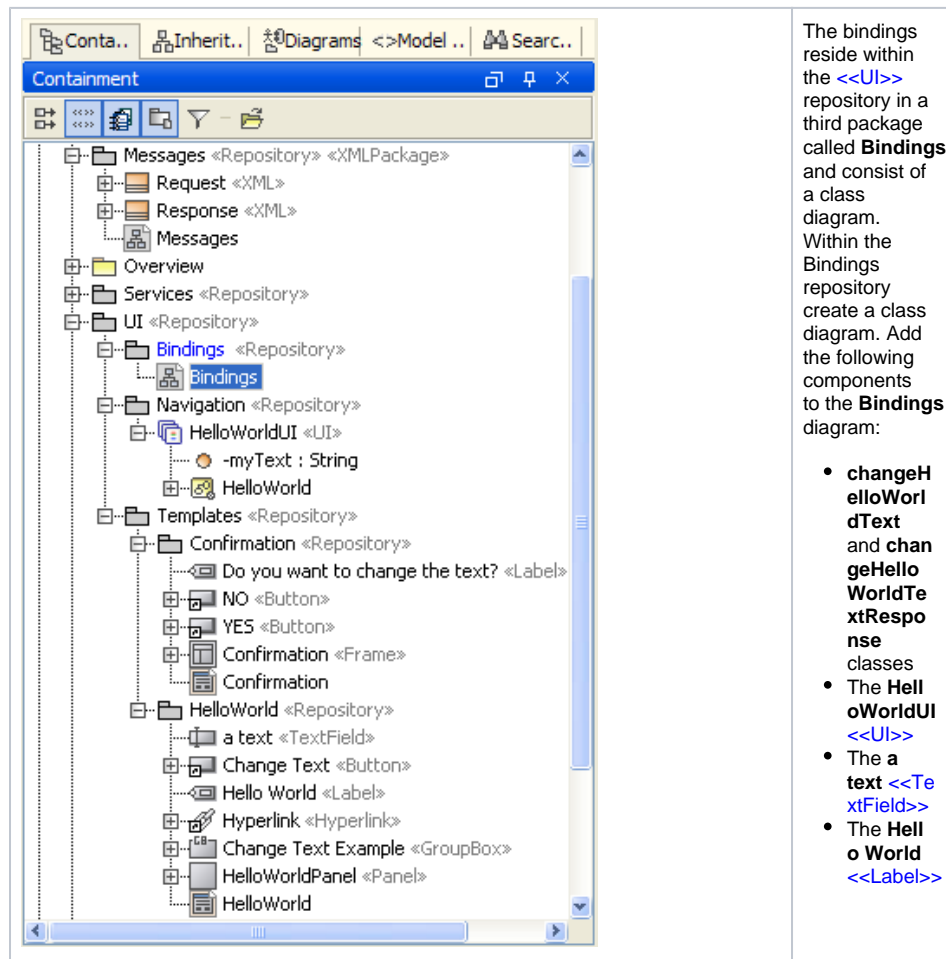 Conta..
Inherit..
Diagrams
<>Model ..
Searc..
Containment
Messages «Repository» «XMLPackage»
Request «XML»
Response «XML»
Messages
Overview
Services «Repository»
UI «Repository»
Bindings «Repository»
Bindings
Navigation «Repository»
HelloWorldUI «UI»
-myText : String
HelloWorld
Templates «Repository»
Confirmation «Repository»
Do you want to change the text? «Label»
NO «Button»
YES «Button»
Confirmation «Frame»
Confirmation
HelloWorld «Repository»
a text «TextField»
Change Text «Button»
Hello World «Label»
Hyperlink «Hyperlink»
Change Text Example «GroupBox»
HelloWorldPanel «Panel»
HelloWorld
The bindings
reside within
the <<UI>>
repository in a
third package
called Bindings
and consist of
a class
diagram.
Within the
Bindings
repository
create a class
diagram. Add
the following
components
to the Bindings
diagram:
• changeH
elloWorl
dText
and chan
geHello
WorldTe
xtRespo
nse
classes
• The Hell
oWorldUI
<<UI>>
• The a
text <<Te
xtField>>
• The Hell
o World
<<Label>>